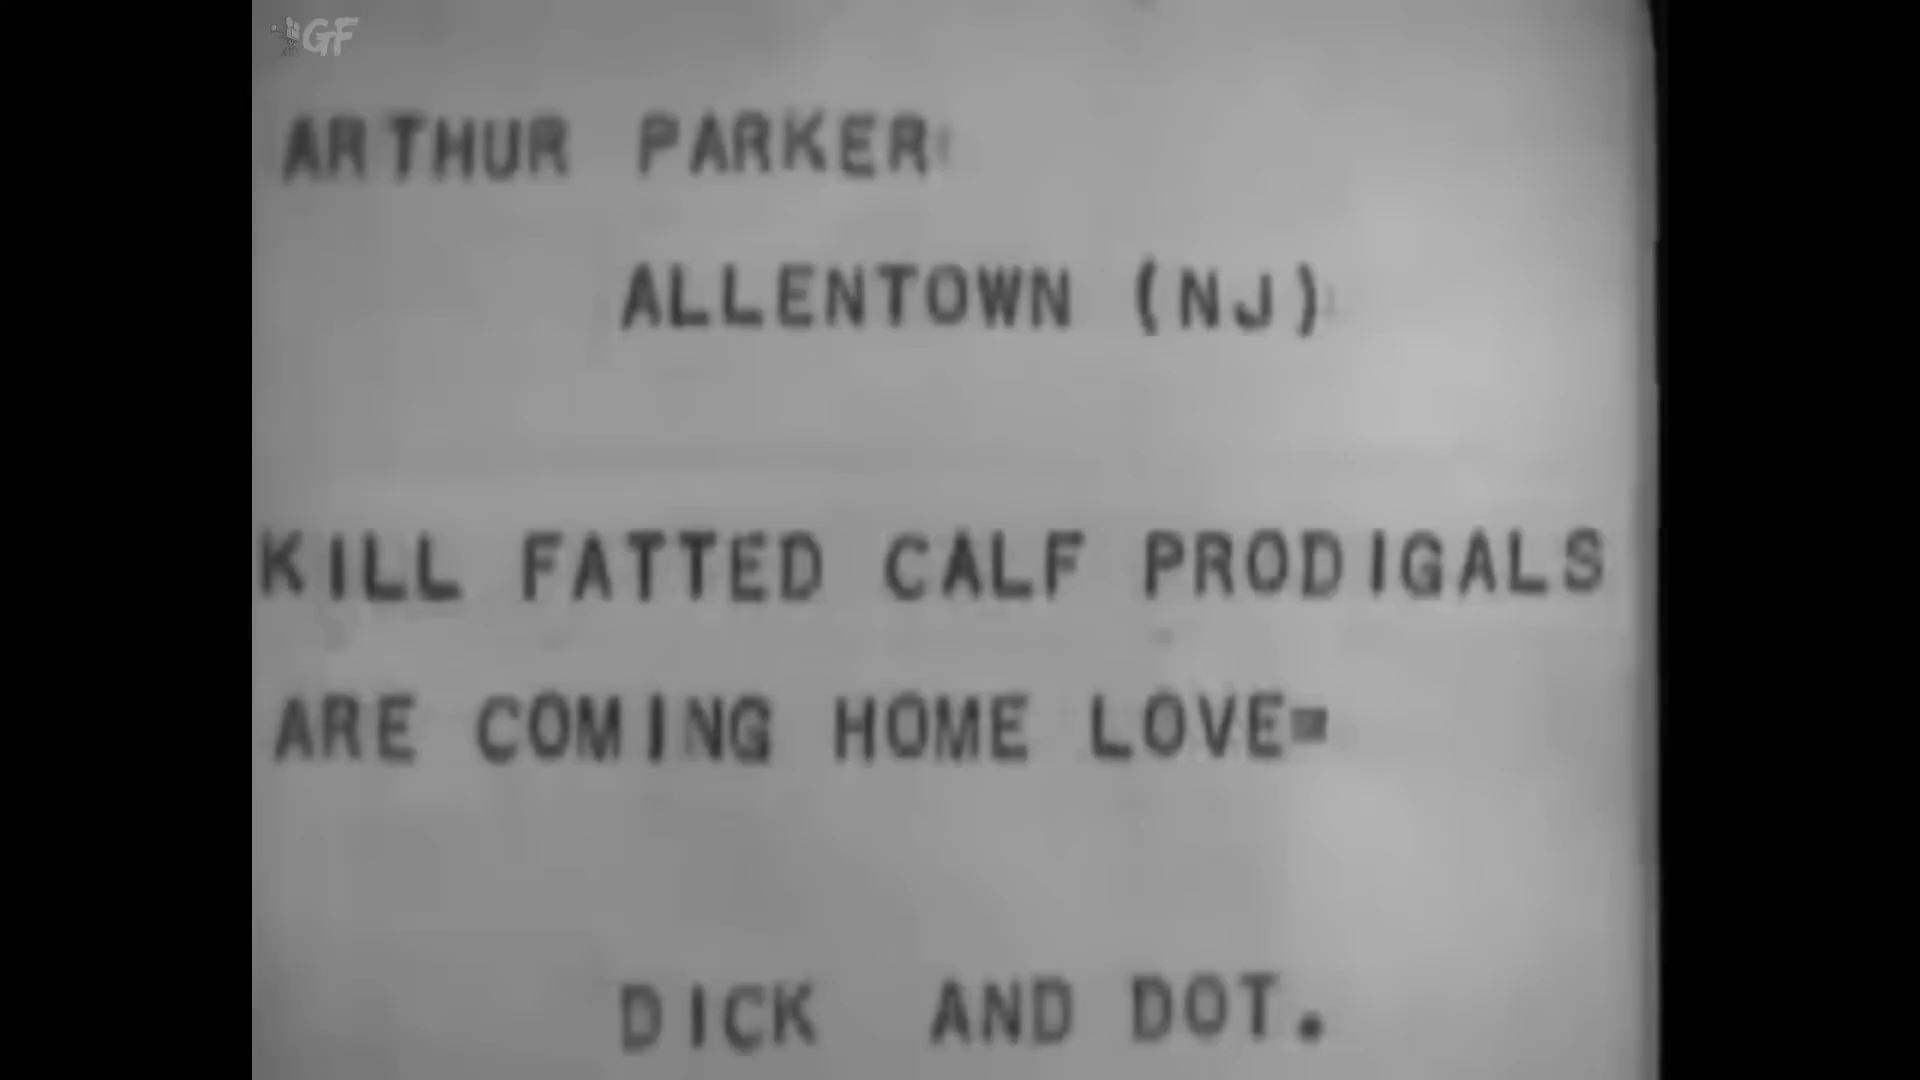 GF
ARTHUR PARKER:
ALLENTOWN (NJ)
KILL FATTED CALF PRODIGALS
ARE COMING HOME LOVE=
DICK AND DOT.